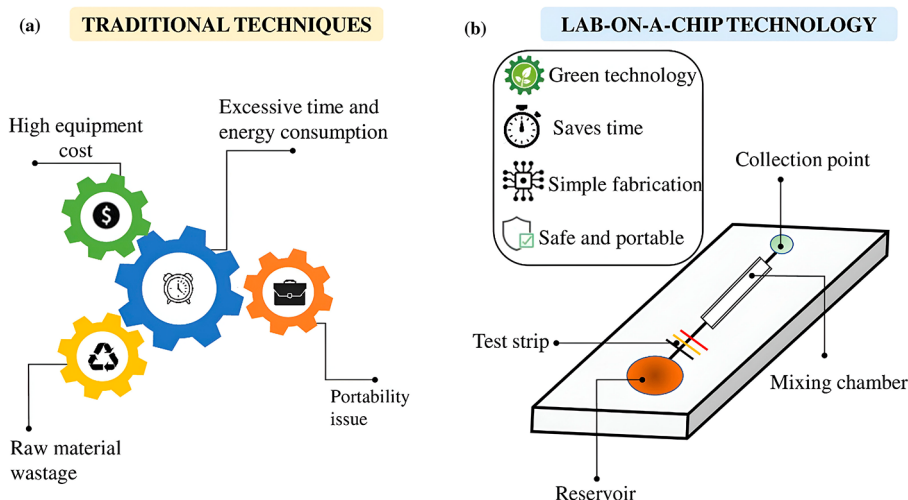 (a)
TRADITIONAL TECHNIQUES
High equipment
cost
Excessive time and
energy consumption
$
Portability
issue
Raw material
wastage
(b)
LAB-ON-A-CHIP TECHNOLOGY
Green technology
Saves time
Simple fabrication
Safe and portable
Collection point
Test strip
Mixing chamber
Reservoir